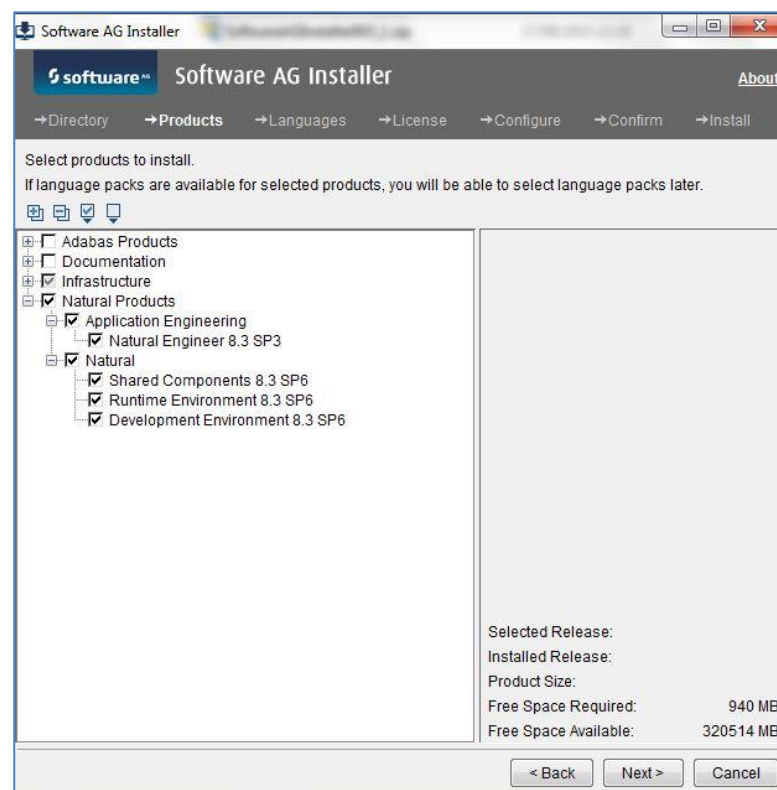 Software AG Installer
software AG Software AG Installer
About
→Directory →Products →Languages →License →Configure →Confirm →Install
Select products to install.
If language packs are available for selected products, you will be able to select language packs later.
Adabas Products
Documentation
Infrastructure
Natural Products
Application Engineering
Natural Engineer 8.3 SP3
Natural
Shared Components 8.3 SP6
Runtime Environment 8.3 SP6
Development Environment 8.3 SP6
Selected Release:
Installed Release:
Product Size:
Free Space Required: 940 MB
Free Space Available: 320514 MB
< Back Next > Cancel